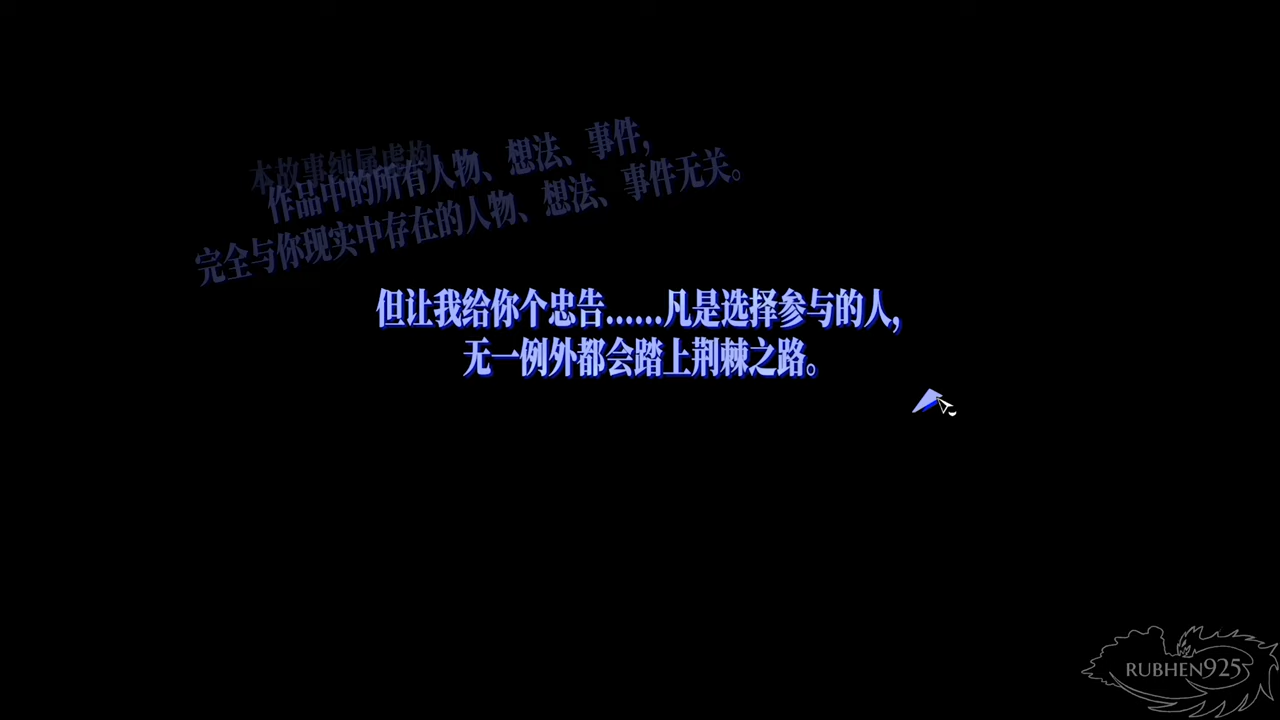 本故事纯属虚构
作品中的所有人物、想法、事件，
完全与你现实中存在的人物、想法、事件无关。
但让我给你个忠告......凡是选择参与的人，
无一例外都会踏上荆棘之路。
RUBHEN925